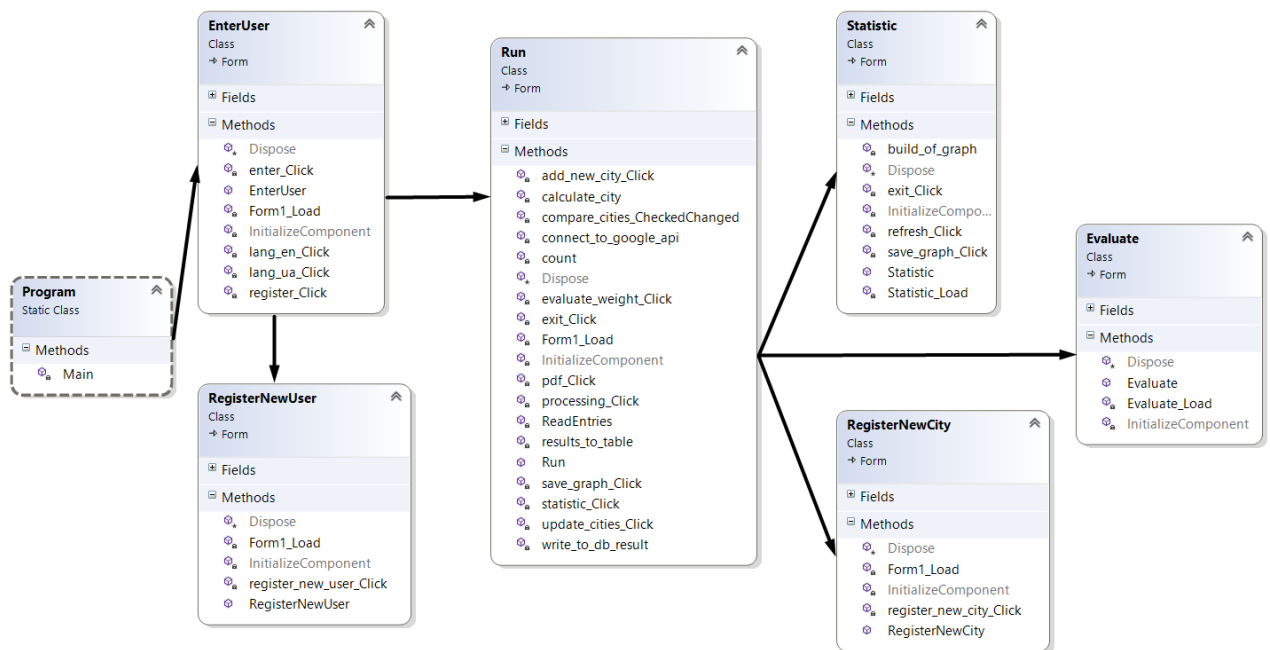 EnterUser
Class
Form
Fields
Methods
Dispose
enter_Click
EnterUser
Form1_Load
InitializeComponent
lang_en_Click
lang_ua_Click
register_Click
Program
Static Class
Methods
Main
RegisterNewUser
Class
Form
Fields
Methods
Dispose
Form1_Load
InitializeComponent
register_new_user_Click
RegisterNewUser
Run
Class
Form
Fields
Methods
add_new_city_Click
calculate_city
compare_cities_CheckedChanged
connect_to_google_api
count
Dispose
evaluate_weight_Click
exit_Click
Form1_Load
InitializeComponent
pdf_Click
processing_Click
ReadEntries
results_to_table
Run
save_graph_Click
statistic_Click
update_cities_Click
write_to_db_result
Statistic
Class
Form
Fields
Methods
build_of_graph
Dispose
exit_Click
InitializeCompo...
refresh_Click
save_graph_Click
Statistic
Statistic_Load
RegisterNewCity
Class
Form
Fields
Methods
Dispose
Form1_Load
InitializeComponent
register_new_city_Click
RegisterNewCity
Evaluate
Class
Form
Fields
Methods
Dispose
Evaluate
Evaluate_Load
InitializeComponent